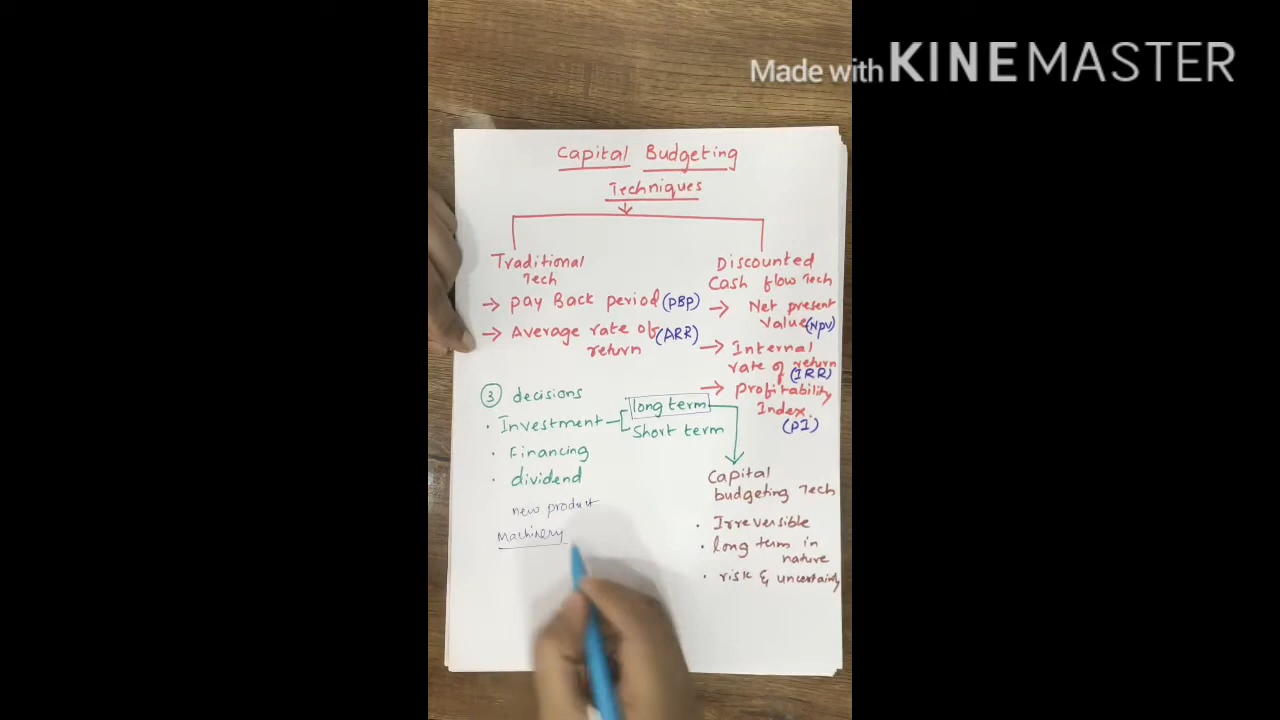 Made with KINEMASTER
Capital Budgeting
Techniques
Traditional
Tech
→ Pay Back period (PBP)
→ Average rate of (ARR)
return
Discounted
Cash flow Tech
→ Net present
Value (NPV)
→ Internal
rate of return
(IRR)
→ Profitability
Index.
(PI)
③ decisions
· Investment
long term
Short term
· Financing
· dividend
new product
Machinery
Capital
budgeting Tech
· Irreversible
· long term in
nature
· risk & uncertainty